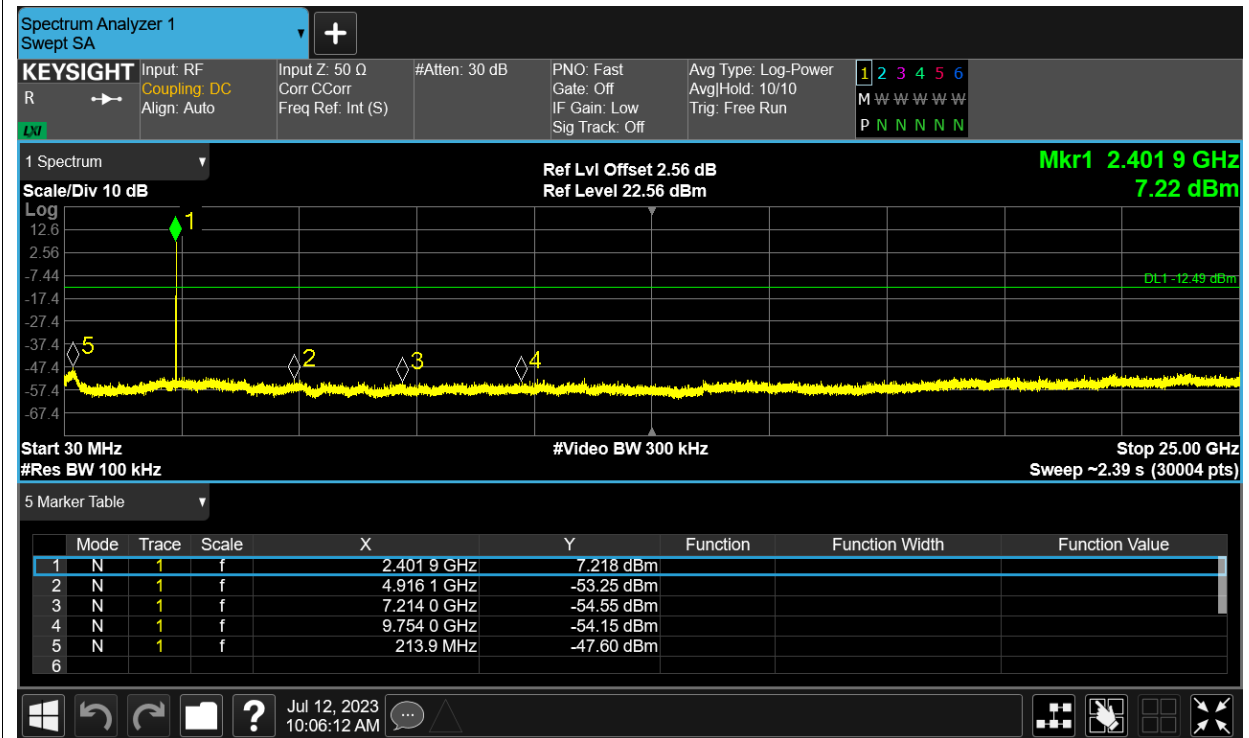 Spectrum Analyzer 1
Swept SA
+
KEYSIGHT Input: RF Input Z: 50 Ω #Atten: 30 dB PNO: Fast Avg Type: Log-Power 1 2 3 4 5 6
R Coupling: DC Corr CCorr Gate: Off Avg|Hold: 10/10 M W W W W W
Align: Auto Freq Ref: Int (S) IF Gain: Low Trig: Free Run
LXI Sig Track: Off P N N N N N
1 Spectrum Ref Lvl Offset 2.56 dB Mkr1 2.401 9 GHz
Scale/Div 10 dB Ref Level 22.56 dBm 7.22 dBm
Log
1
12.6
2.56
-7.44
DL1 -12.49 dBm
-17.4
-27.4
-37.4
5 2 3 4
-47.4
-57.4
-67.4
Start 30 MHz #Video BW 300 kHz Stop 25.00 GHz
#Res BW 100 kHz Sweep ~2.39 s (30004 pts)
5 Marker Table
Mode Trace Scale X Y Function Function Width Function Value
1 N 1 f 2.401 9 GHz 7.218 dBm
2 N 1 f 4.916 1 GHz -53.25 dBm
3 N 1 f 7.214 0 GHz -54.55 dBm
4 N 1 f 9.754 0 GHz -54.15 dBm
5 N 1 f 213.9 MHz -47.60 dBm
6
? Jul 12, 2023
10:06:12 AM